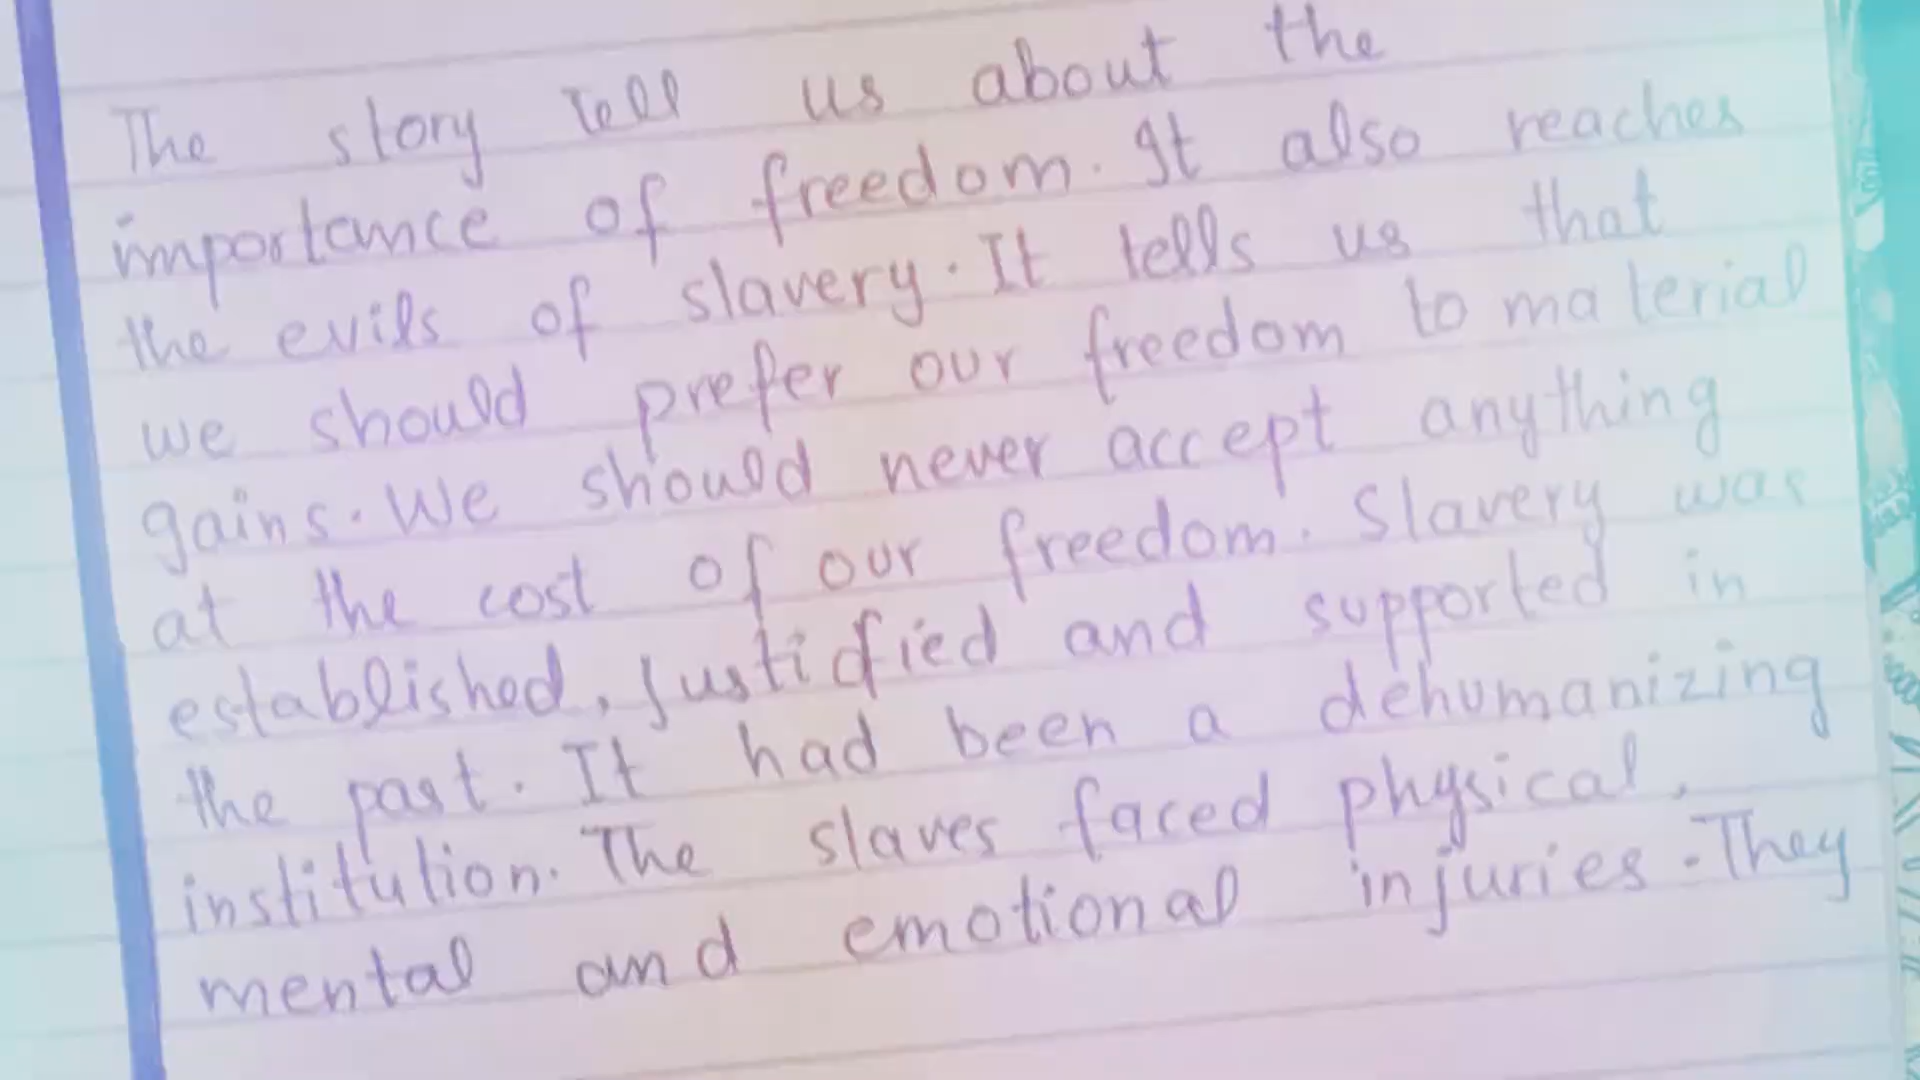 The story tell us about the
importance of freedom. It also reaches
the evils of slavery. It tells us that
we should prefer our freedom to material
gains. We should never accept anything
at the cost of our freedom. Slavery was
established, justified and supported in
the past. It had been a dehumanizing
institution. The slaves faced physical,
mental and emotional injuries. They